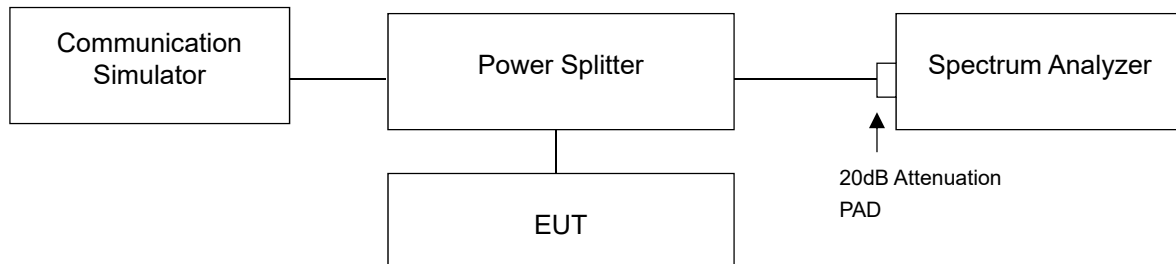 Communication
Simulator
Power Splitter
Spectrum Analyzer
20dB Attenuation
PAD
EUT